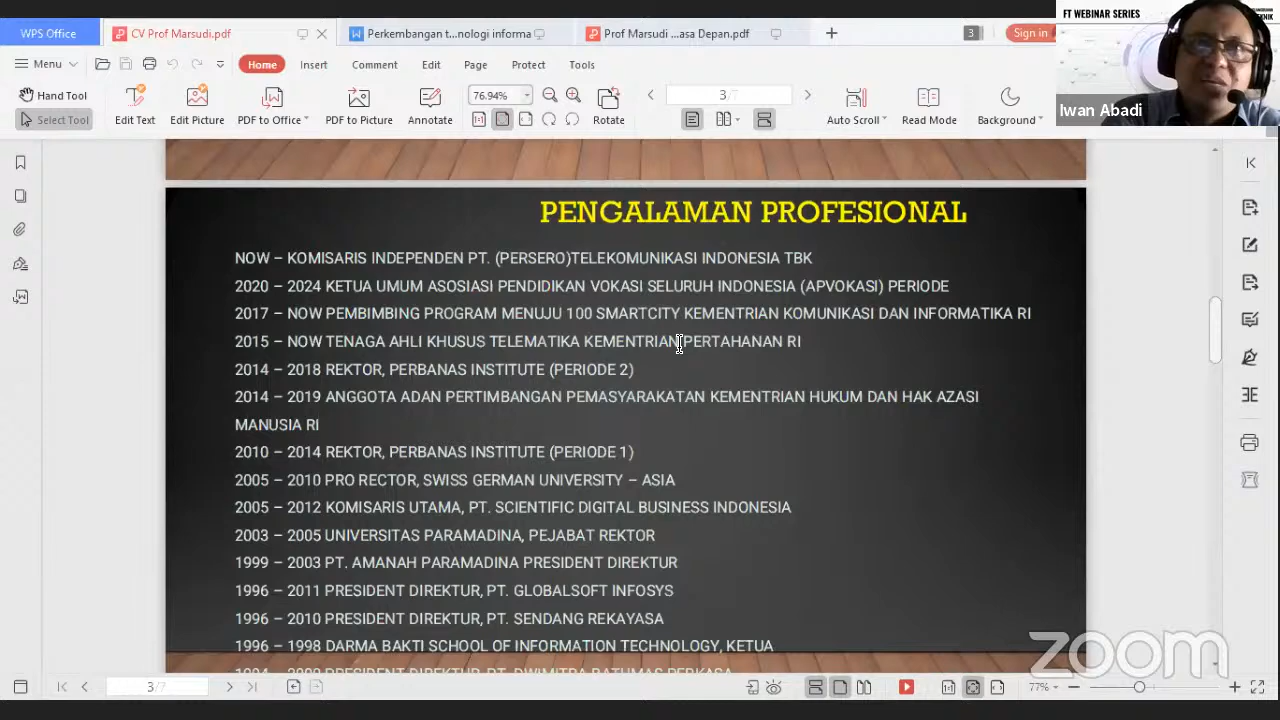 WPS Office
CV Prof Marsudi.pdf
Perkembangan t...nologi informa
Prof Marsudi ...asa Depan.pdf
3
Sign in
FT WEBINAR SERIES
Menu
Home
Insert
Comment
Edit
Page
Protect
Tools
Hand Tool
Select Tool
Edit Text
Edit Picture
PDF to Office
PDF to Picture
Annotate
76.94%
Rotate
3/7
Auto Scroll
Read Mode
Background
Iwan Abadi
PENGALAMAN PROFESIONAL
NOW – KOMISARIS INDEPENDEN PT. (PERSERO)TELEKOMUNIKASI INDONESIA TBK
2020 – 2024 KETUA UMUM ASOSIASI PENDIDIKAN VOKASI SELURUH INDONESIA (APVOKASI) PERIODE
2017 – NOW PEMBIMBING PROGRAM MENUJU 100 SMARTCITY KEMENTRIAN KOMUNIKASI DAN INFORMATIKA RI
2015 – NOW TENAGA AHLI KHUSUS TELEMATIKA KEMENTRIAN PERTAHANAN RI
2014 – 2018 REKTOR, PERBANAS INSTITUTE (PERIODE 2)
2014 – 2019 ANGGOTA ADAN PERTIMBANGAN PEMASYARAKATAN KEMENTRIAN HUKUM DAN HAK AZASI
MANUSIA RI
2010 – 2014 REKTOR, PERBANAS INSTITUTE (PERIODE 1)
2005 – 2010 PRO RECTOR, SWISS GERMAN UNIVERSITY – ASIA
2005 – 2012 KOMISARIS UTAMA, PT. SCIENTIFIC DIGITAL BUSINESS INDONESIA
2003 – 2005 UNIVERSITAS PARAMADINA, PEJABAT REKTOR
1999 – 2003 PT. AMANAH PARAMADINA PRESIDENT DIREKTUR
1996 – 2011 PRESIDENT DIREKTUR, PT. GLOBALSOFT INFOSYS
1996 – 2010 PRESIDENT DIREKTUR, PT. SENDANG REKAYASA
1996 – 1998 DARMA BAKTI SCHOOL OF INFORMATION TECHNOLOGY, KETUA
zoom
3/7
77%